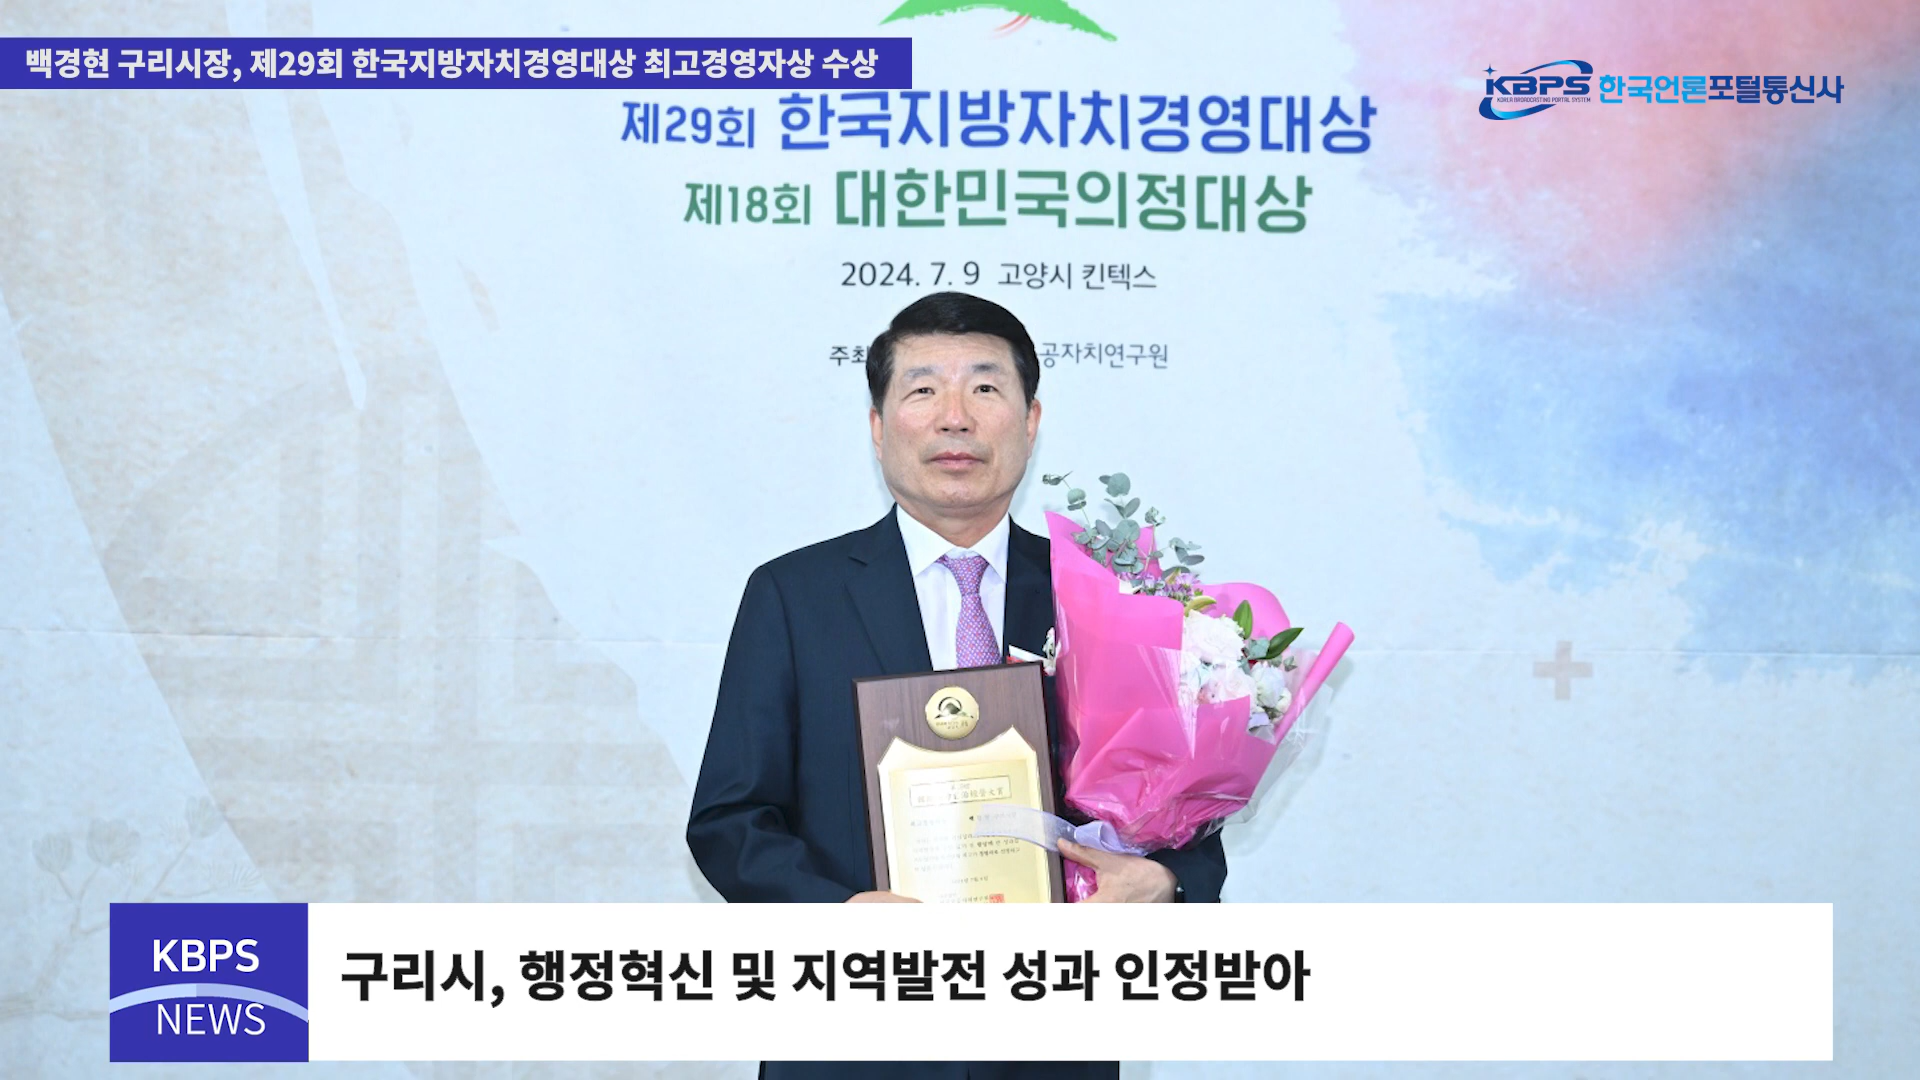 백경현 구리시장, 제29회 한국지방자치경영대상 최고경영자상 수상
KBPS 한국언론포털통신사
KOREA BROADCASTING PORTAL SYSTEM
제29회 한국지방자치경영대상
제18회 대한민국의정대상
2024. 7. 9 고양시 킨텍스
주최 공자치연구원
KBPS
NEWS
구리시, 행정혁신 및 지역발전 성과 인정받아